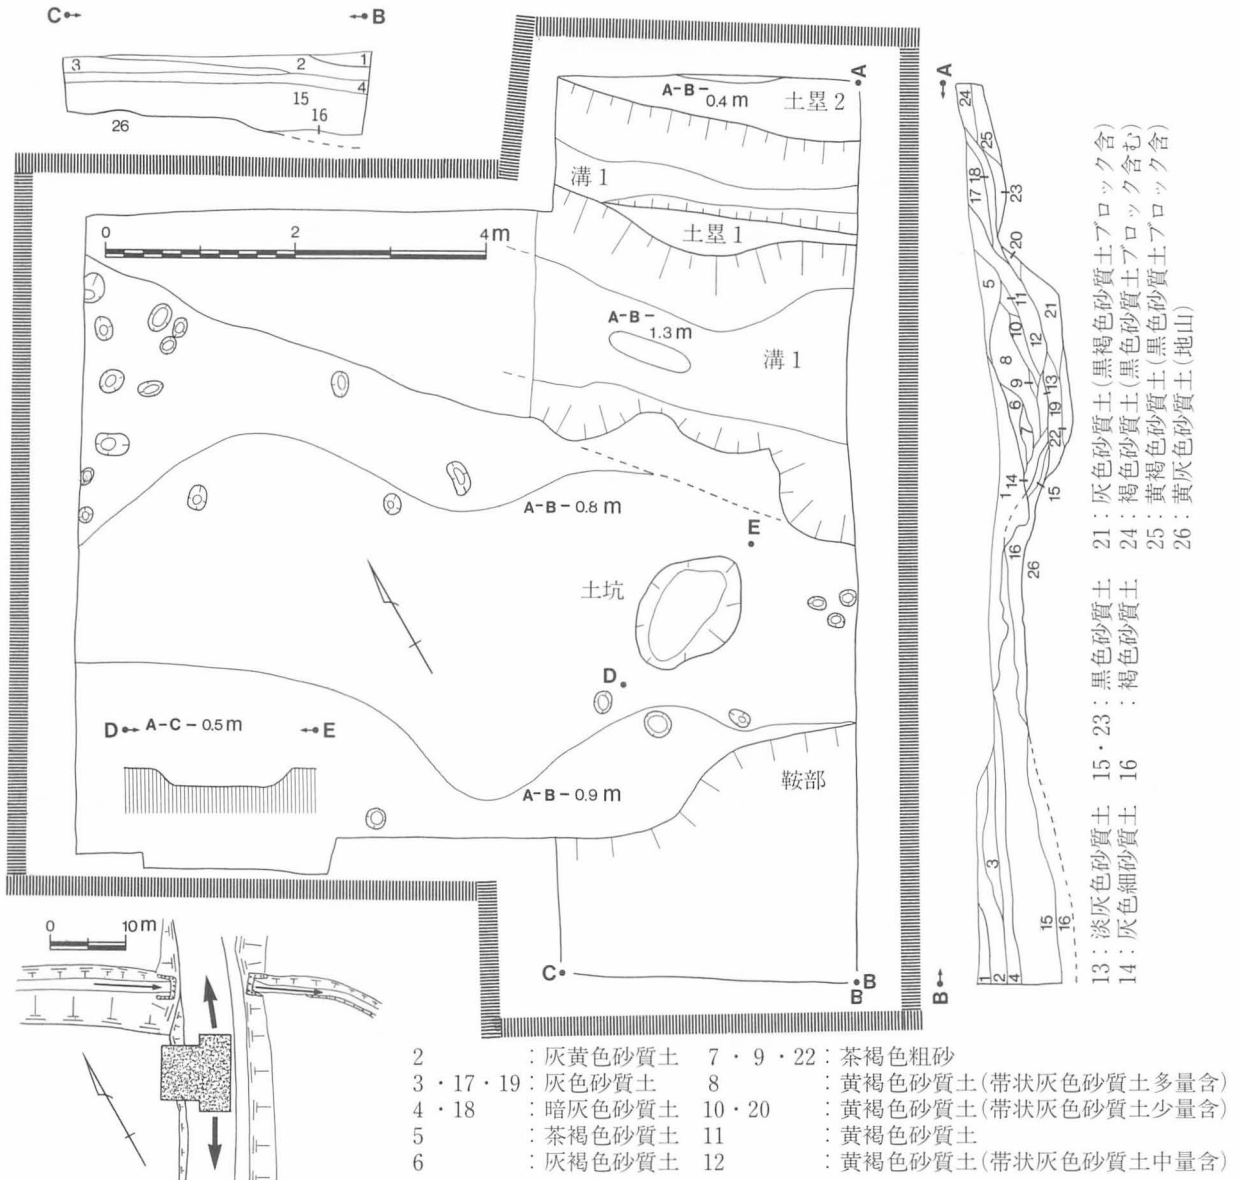 C B
3 2 1
4
15
16
26
A
A-B-0.4m
土塁2
溝1
土塁1
0 2 4m
A-B-1.3m
溝1
A-B-0.8m
E
土坑
D
D A-C-0.5m E
鞍部
A-B-0.9m
C B
B
A
24
25
18
17
23
20
5
11
21
10
12
8
9
13
6
19
7
22
14
1
15
16
26
3
15
16
1
2
4
B
21:灰色砂質土(黒褐色砂質土ブロック含)
24:褐色砂質土(黒色砂質土ブロック含む)
25:黄褐色砂質土(黒色砂質土ブロック含)
26:黄灰色砂質土(地山)
15・23:黒色砂質土
16:褐色砂質土
13:淡灰色砂質土
14:灰色細砂質土
0 10m
2:灰黄色砂質土 7・9・22:茶褐色粗砂
3・17・19:灰色砂質土 8:黄褐色砂質土(帯状灰色砂質土多量含)
4・18:暗灰色砂質土 10・20:黄褐色砂質土(帯状灰色砂質土少量含)
5:茶褐色砂質土 11:黄褐色砂質土
6:灰褐色砂質土 12:黄褐色砂質土(帯状灰色砂質土中量含)